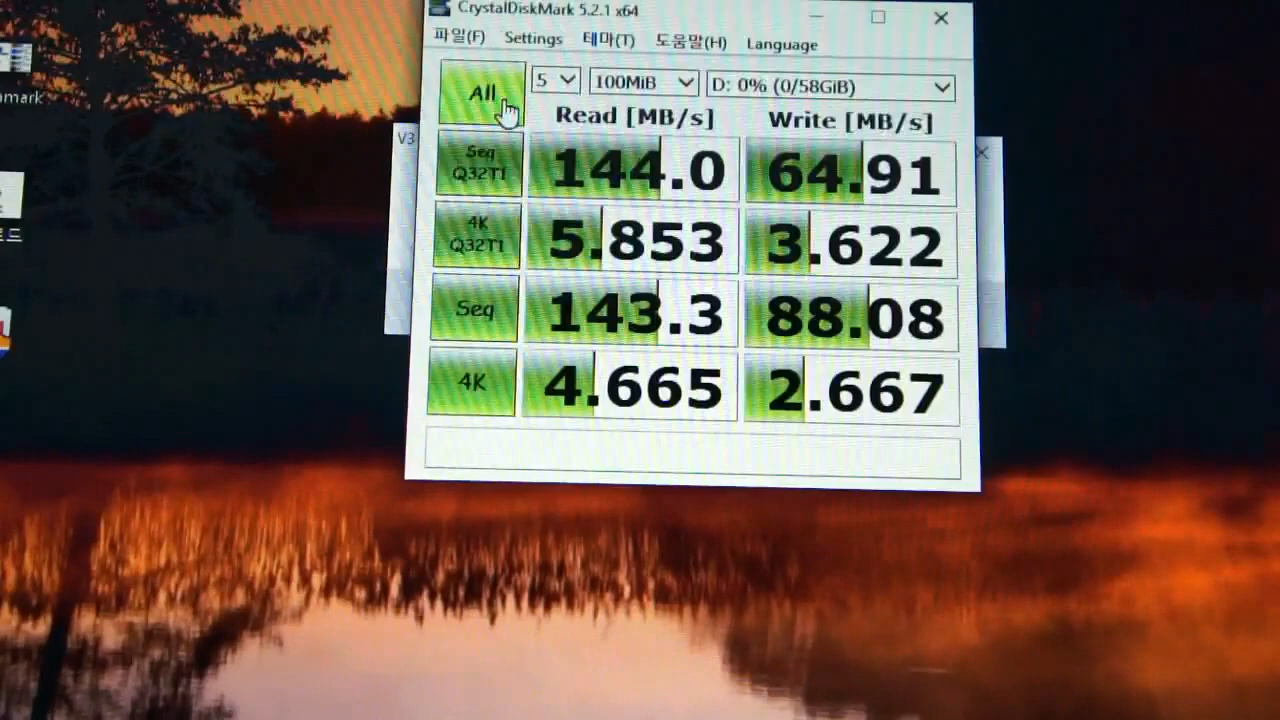 CrystalDiskMark 5.2.1 x64
파일(F) Settings 테마(T) 도움말(H) Language
All 5 100MiB D: 0% (0/58GiB)
Read [MB/s] Write [MB/s]
Seq Q32T1 144.0 64.91
4K Q32T1 5.853 3.622
Seq 143.3 88.08
4K 4.665 2.667
V3